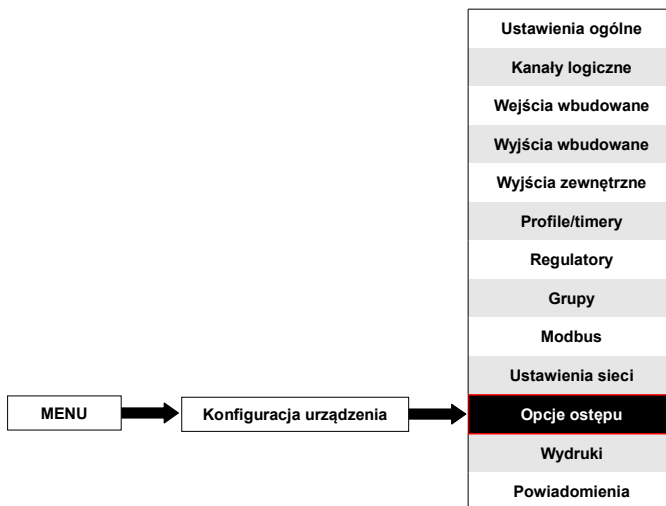 Ustawienia ogólne
Kanały logiczne
Wejścia wbudowane
Wyjścia wbudowane
Wyjścia zewnętrzne
Profile/timery
Regulatory
Grupy
Modbus
Ustawienia sieci
MENU
Konfiguracja urządzenia
Opcje ostępu
Wydruki
Powiadomienia